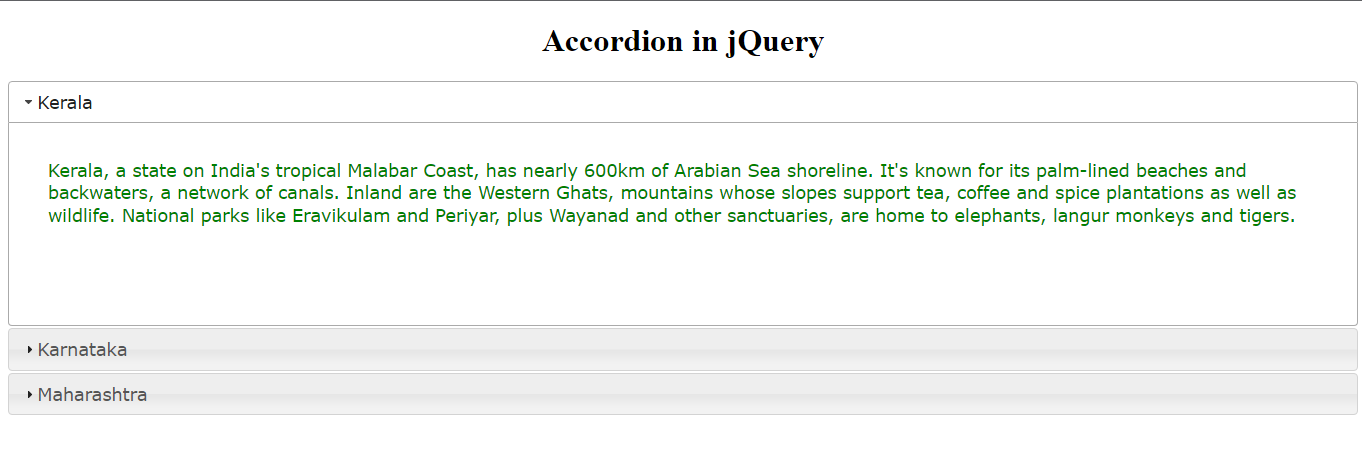 Accordion in jQuery
Kerala
Kerala, a state on India's tropical Malabar Coast, has nearly 600km of Arabian Sea shoreline. It's known for its palm-lined beaches and
backwaters, a network of canals. Inland are the Western Ghats, mountains whose slopes support tea, coffee and spice plantations as well as
wildlife. National parks like Eravikulam and Periyar, plus Wayanad and other sanctuaries, are home to elephants, langur monkeys and tigers.
Karnataka
Maharashtra